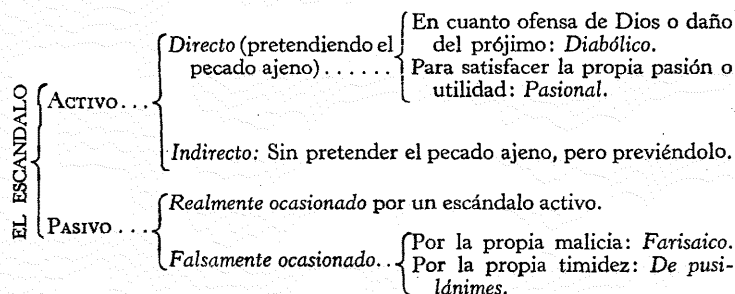 EL ESCANDALO
ACTIVO...
Directo (pretendiendo el
pecado ajeno)......
En cuanto ofensa de Dios o daño
del prójimo: Diabólico.
Para satisfacer la propia pasión o
utilidad: Pasional.
Indirecto: Sin pretender el pecado ajeno, pero previéndolo.
PASIVO...
Realmente ocasionado por un escándalo activo.
Falsamente ocasionado..
Por la propia malicia: Farisaico.
Por la propia timidez: De pusi-
lánimes.